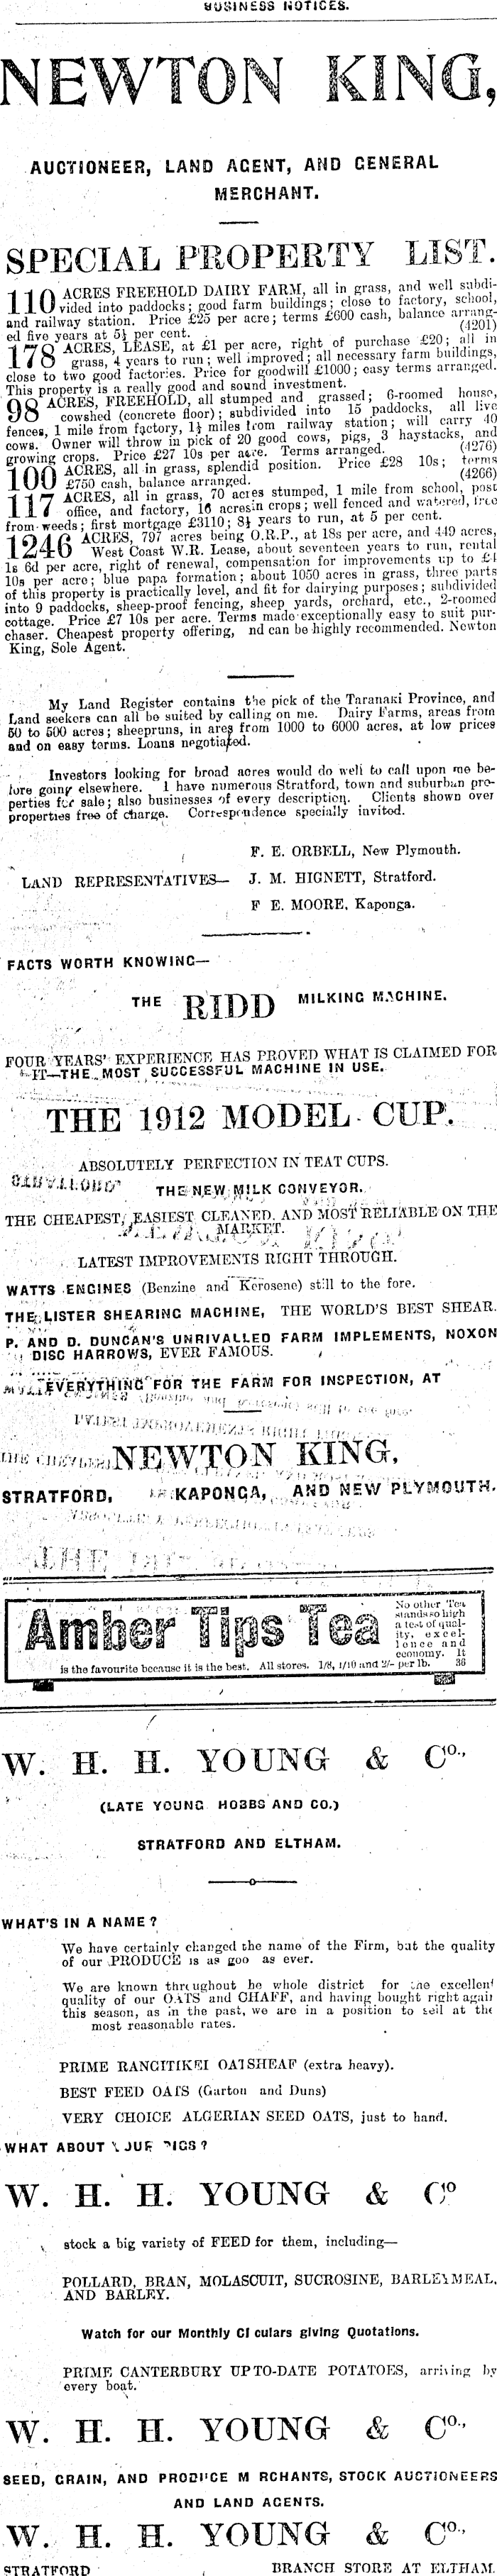 BUSINESS NOTICES.
NEWTON KING,
AUCTIONEER, LAND AGENT, AND GENERAL
MERCHANT.
SPECIAL PROPERTY LIST.
110 ACRES FREEHOLD DAIRY FARM, all in grass, and well subdi-
vided into paddocks; good farm buildings; close to factory, school,
and railway station. Price £25 per acre; terms £600 cash, balance arrang-
ed five years at 5½ per cent. (4201)
178 ACRES, LEASE, at £1 per acre, right of purchase £20; all in
grass, 4 years to run; well improved; all necessary farm buildings,
close to two good factories. Price for goodwill £1000; easy terms arranged.
This property is a really good and sound investment.
98 ACRES, FREEHOLD, all stumped and grassed; 6-roomed house,
cowshed (concrete floor); subdivided into 15 paddocks, all live
fences, 1 mile from factory, 1½ miles from railway station; will carry 40
cows. Owner will throw in pick of 20 good cows, pigs, 3 haystacks, and
growing crops. Price £27 10s per acre. Terms arranged. (4276)
100 ACRES, all in grass, splendid position. Price £28 10s; terms
£750 cash, balance arranged. (4266)
117 ACRES, all in grass, 70 acres stumped, 1 mile from school, post
office, and factory, 16 acres in crops; well fenced and watered, free
from weeds; first mortgage £3110; 8½ years to run, at 5 per cent.
1246 ACRES, 797 acres being O.R.P., at 18s per acre, and 449 acres,
West Coast W.R. Lease, about seventeen years to run, rental
1s 6d per acre, right of renewal, compensation for improvements up to £4
10s per acre; blue papa formation; about 1050 acres in grass, three parts
of this property is practically level, and fit for dairying purposes; subdivided
into 9 paddocks, sheep-proof fencing, sheep yards, orchard, etc., 2-roomed
cottage. Price £7 10s per acre. Terms made exceptionally easy to suit pur-
chaser. Cheapest property offering, nd can be highly recommended. Newton
King, Sole Agent.
My Land Register contains the pick of the Taranaki Province, and
Land seekers can all be suited by calling on me. Dairy Farms, areas from
50 to 500 acres; sheepruns, in area from 1000 to 6000 acres, at low prices
and on easy terms. Loans negotiated.
Investors looking for broad acres would do well to call upon me be-
fore going elsewhere. I have numerous Stratford, town and suburban pro-
perties for sale; also businesses of every description. Clients shown over
properties free of charge. Correspondence specially invited.
F. E. ORBELL, New Plymouth.
LAND REPRESENTATIVES— J. M. HIGNETT, Stratford.
F E. MOORE, Kaponga.
FACTS WORTH KNOWING—
THE RIDD MILKING MACHINE.
FOUR YEARS' EXPERIENCE HAS PROVED WHAT IS CLAIMED FOR
IT—THE MOST SUCCESSFUL MACHINE IN USE.
THE 1912 MODEL CUP.
ABSOLUTELY PERFECTION IN TEAT CUPS.
THE NEW MILK CONVEYOR.
THE CHEAPEST, EASIEST CLEANED, AND MOST RELIABLE ON THE
MARKET.
LATEST IMPROVEMENTS RIGHT THROUGH.
WATTS ENGINES (Benzine and Kerosene) still to the fore.
THE LISTER SHEARING MACHINE, THE WORLD'S BEST SHEAR.
P. AND D. DUNCAN'S UNRIVALLED FARM IMPLEMENTS, NOXON
DISC HARROWS, EVER FAMOUS.
EVERYTHING FOR THE FARM FOR INSPECTION, AT
NEWTON KING,
STRATFORD, KAPONGA, AND NEW PLYMOUTH.
Amber Tips Tea
No other Tea
stands so high
a test of qual-
ity, excel-
lence and
economy. It
is the favourite because it is the best. All stores. 1/8, 1/10 and 2/- per lb. 36
W. H. H. YOUNG & Co.,
(LATE YOUNG HOBBS AND CO.)
STRATFORD AND ELTHAM.
WHAT'S IN A NAME?
We have certainly changed the name of the Firm, but the quality
of our PRODUCE is as goo as ever.
We are known throughout he whole district for the excellent
quality of our OATS and CHAFF, and having bought right again
this season, as in the past, we are in a position to sell at the
most reasonable rates.
PRIME RANGITIKEI OATSHEAF (extra heavy).
BEST FEED OATS (Garton and Duns)
VERY CHOICE ALGERIAN SEED OATS, just to hand.
WHAT ABOUT YOUR PIGS?
W. H. H. YOUNG & Co
stock a big variety of FEED for them, including—
POLLARD, BRAN, MOLASCUIT, SUCROSINE, BARLEYMEAL,
AND BARLEY.
Watch for our Monthly Ci culars giving Quotations.
PRIME CANTERBURY UP TO-DATE POTATOES, arriving by
every boat.
W. H. H. YOUNG & Co.,
SEED, GRAIN, AND PRODUCE M RCHANTS, STOCK AUCTIONEERS
AND LAND AGENTS.
W. H. H. YOUNG & Co.,
STRATFORD BRANCH STORE AT ELTHAM.